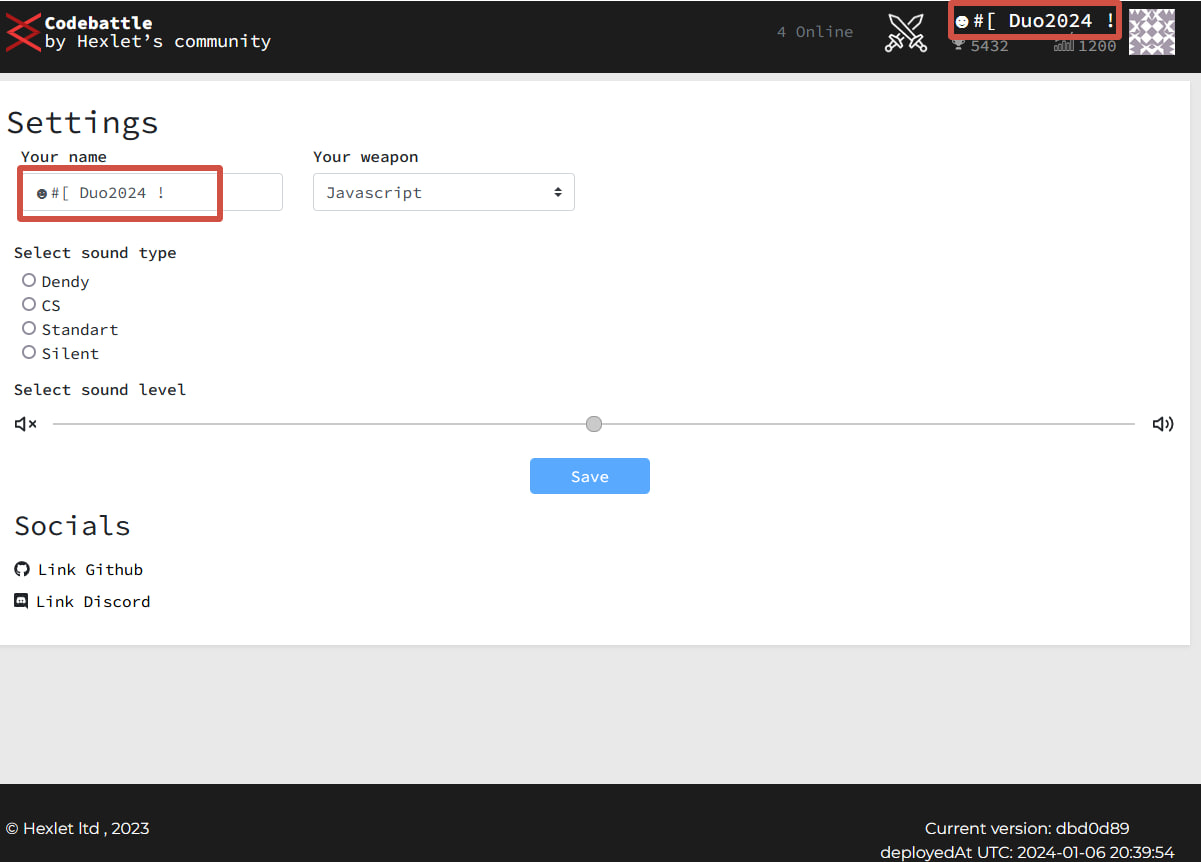 Codebattle
by Hexlet’s community
4 Online
☻#[ Duo2024 !
5432
1200
Settings
Your name
Your weapon
☻#[ Duo2024 !
Javascript
Select sound type
Dendy
CS
Standart
Silent
Select sound level
Save
Socials
Link Github
Link Discord
© Hexlet ltd , 2023
Current version: dbd0d89
deployedAt UTC: 2024-01-06 20:39:54